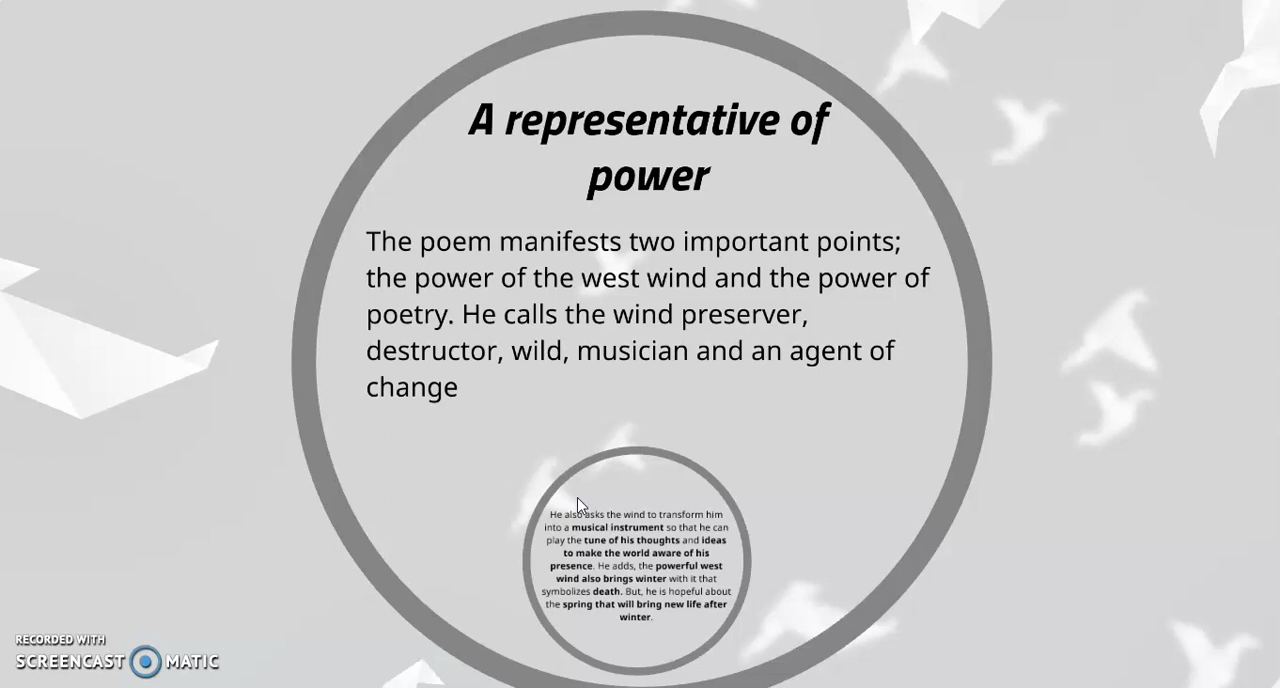 A representative of
power
The poem manifests two important points;
the power of the west wind and the power of
poetry. He calls the wind preserver,
destructor, wild, musician and an agent of
change
He also asks the wind to transform him
into a musical instrument so that he can
play the tune of his thoughts and ideas
to make the world aware of his
presence. He adds, the powerful west
wind also brings winter with it that
symbolizes death. But, he is hopeful about
the spring that will bring new life after
winter.
RECORDED WITH
SCREENCAST MATIC